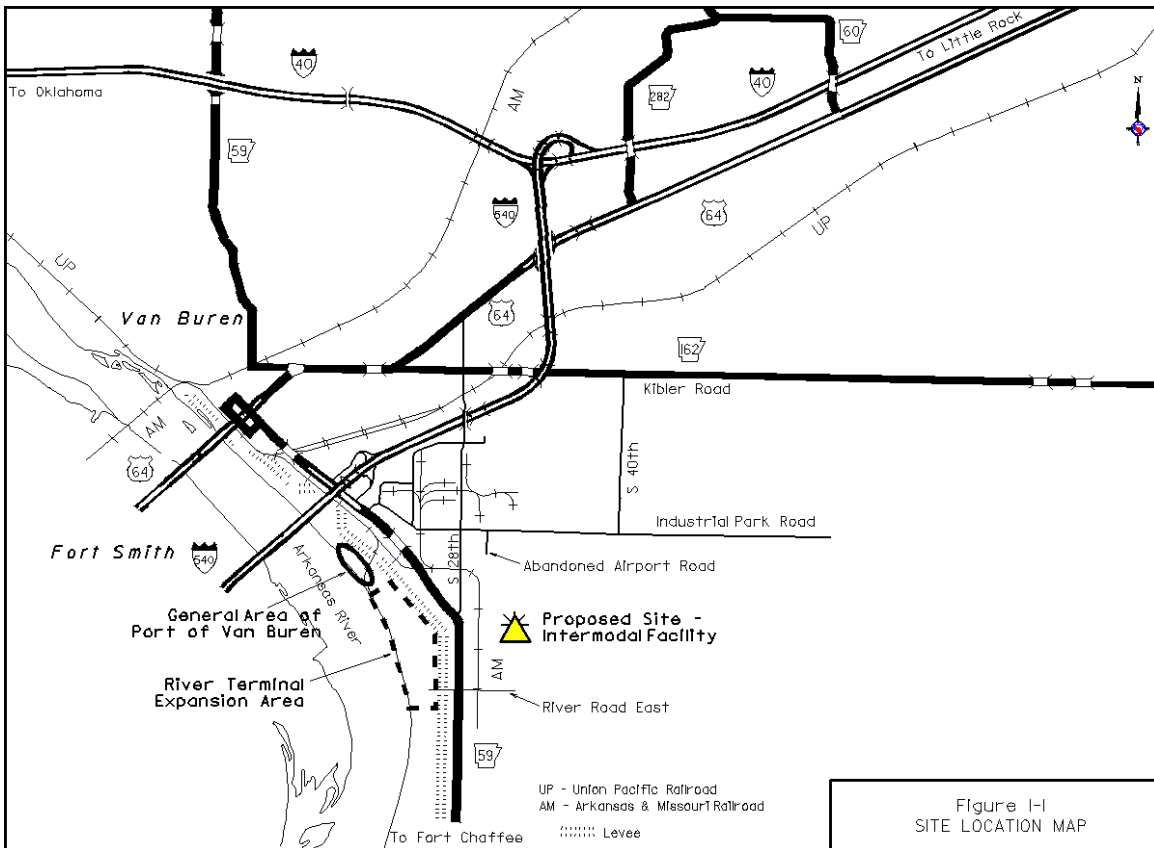 60
To Little Rock
40
40
N
To Oklahoma
AM
282
59
540
64
UP
UP
Van Buren
64
162
Kibler Road
AM
64
S 40th
Industrial Park Road
Fort Smith
540
Arkansas River
S 28th
Abandoned Airport Road
General Area of
Port of Van Buren
Proposed Site -
Intermodal Facility
River Terminal
Expansion Area
AM
River Road East
59
UP - Union Pacific Railroad
AM - Arkansas & Missouri Railroad
Levee
To Fort Chaffee
Figure 1-1
SITE LOCATION MAP